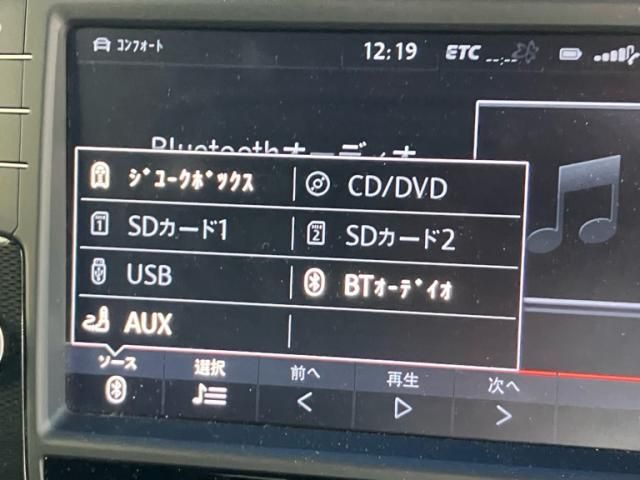 コンフォート 12:19 ETC --:--
Bluetoothオーディオ
ｼﾞｭｰｸﾎﾞｯｸｽ CD/DVD
1 SDカード1 2 SDカード2
USB BTｵｰﾃﾞｨｵ
AUX
ソース 選択 前へ 再生 次へ